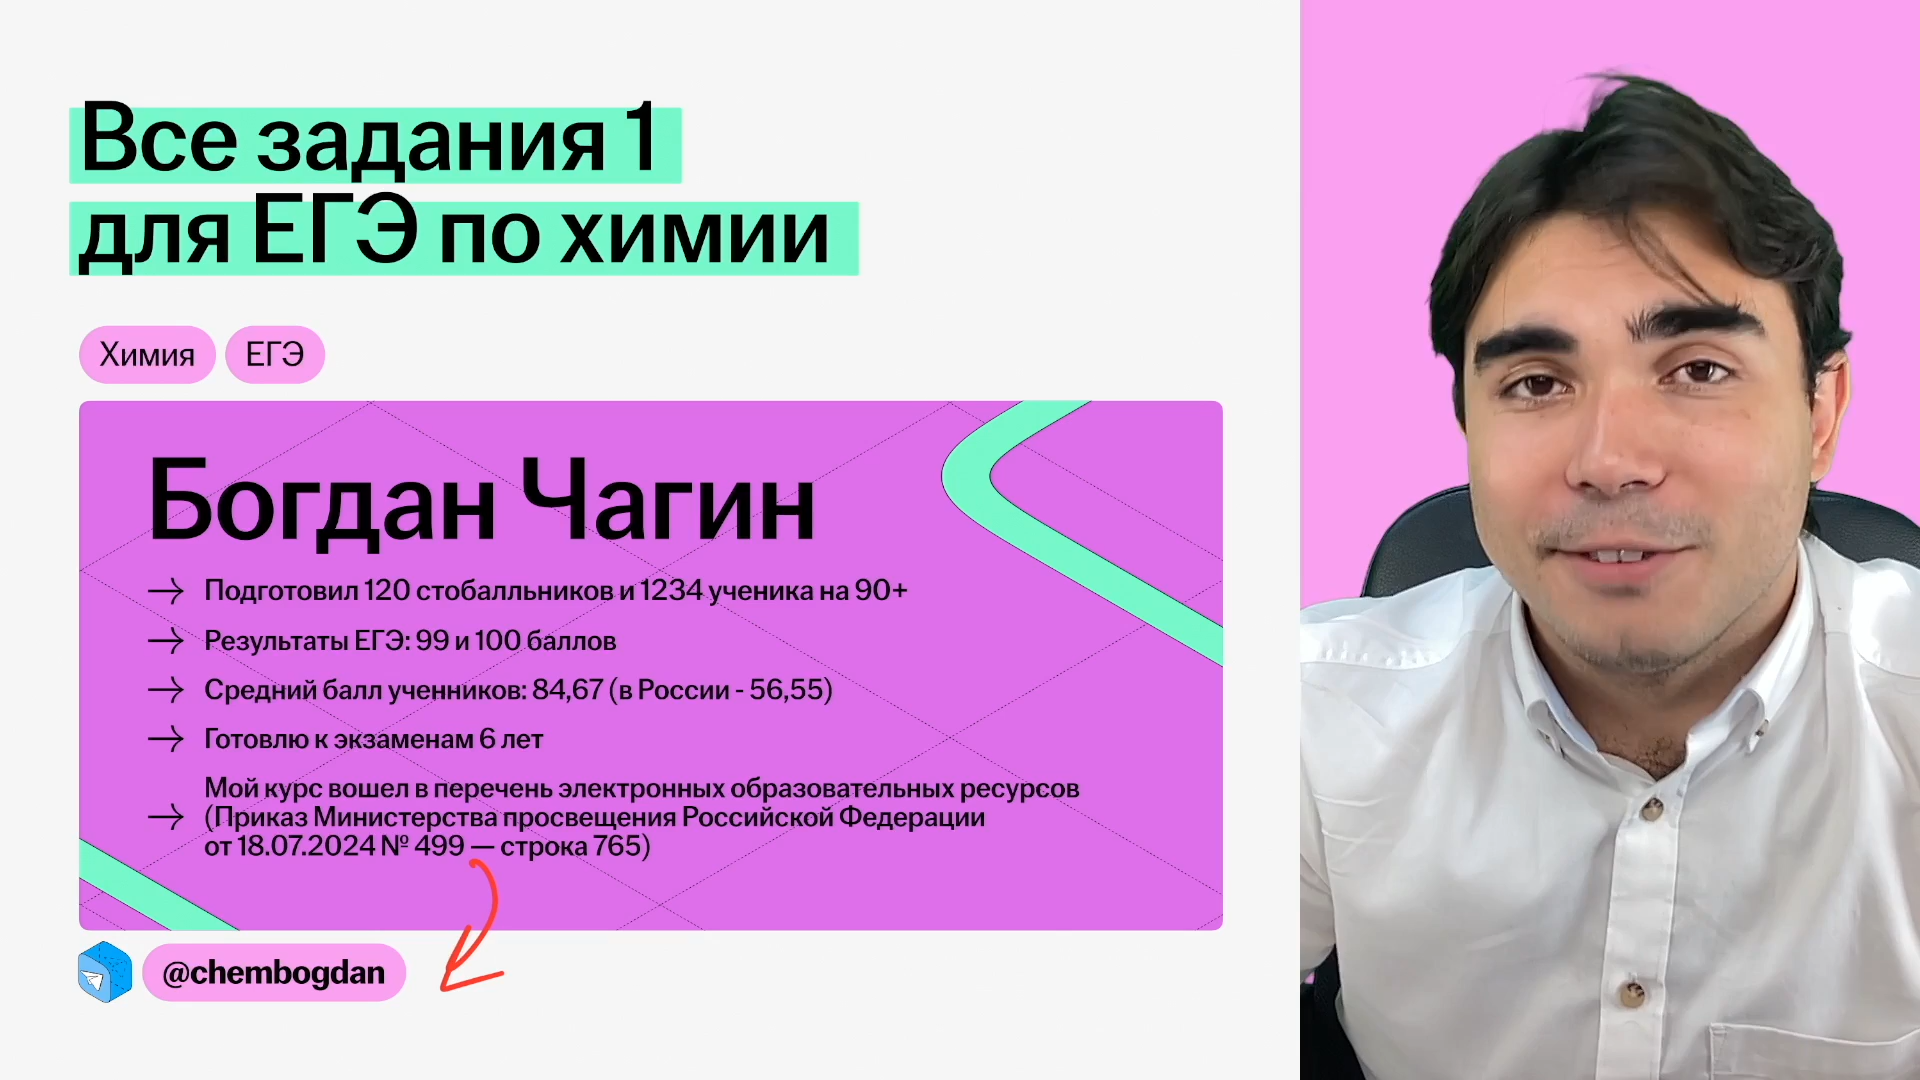 Все задания 1
для ЕГЭ по химии
Химия ЕГЭ
Богдан Чагин
Подготовил 120 стобалльников и 1234 ученика на 90+
Результаты ЕГЭ: 99 и 100 баллов
Средний балл ученников: 84,67 (в России - 56,55)
Готовлю к экзаменам 6 лет
Мой курс вошел в перечень электронных образовательных ресурсов
(Приказ Министерства просвещения Российской Федерации
от 18.07.2024 № 499 — строка 765)
@chembogdan